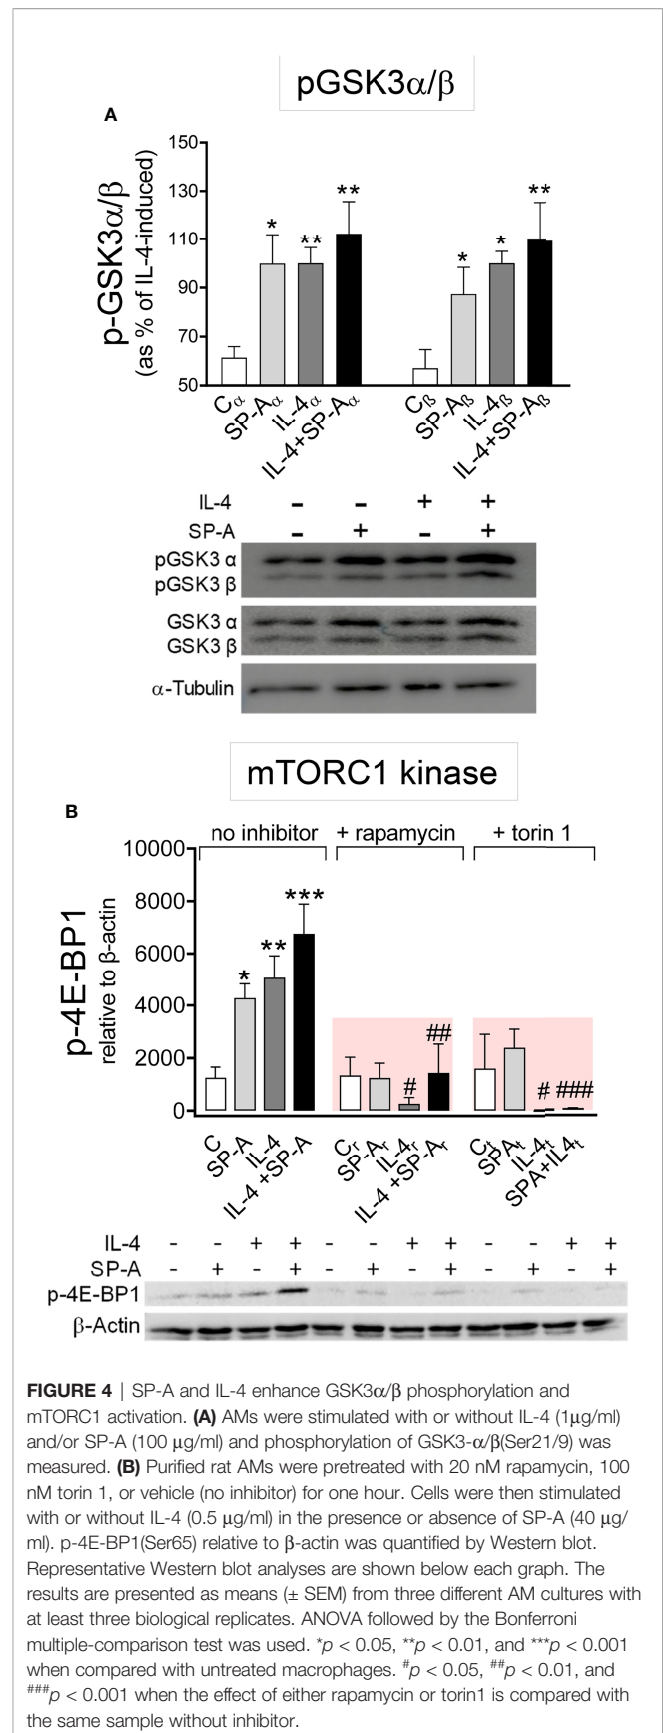 pGSK3α/β
A
p-GSK3α/β
(as % of IL-4-induced)
150
130
110
90
70
50
* ** ** * * **
Cα SP-Aα IL-4α IL-4+SP-Aα Cß SP-Aß IL-4ß IL-4+SP-Aß
IL-4 - - + +
SP-A - + - +
pGSK3 α
pGSK3 β
GSK3 α
GSK3 β
α-Tubulin
mTORC1 kinase
B
no inhibitor + rapamycin + torin 1
p-4E-BP1
relative to β-actin
10000
8000
6000
4000
2000
0
* ** *** # ## # ###
C SP-A IL-4 IL-4 +SP-A Cr SP-Ar IL-4r IL-4 +SP-Ar Ct SPAt IL-4t SPA+IL4t
IL-4 - - + + - - + + - - + +
SP-A - + - + - + - + - + - +
p-4E-BP1
β-Actin
FIGURE 4 | SP-A and IL-4 enhance GSK3α/β phosphorylation and
mTORC1 activation. (A) AMs were stimulated with or without IL-4 (1μg/ml)
and/or SP-A (100 μg/ml) and phosphorylation of GSK3-α/β(Ser21/9) was
measured. (B) Purified rat AMs were pretreated with 20 nM rapamycin, 100
nM torin 1, or vehicle (no inhibitor) for one hour. Cells were then stimulated
with or without IL-4 (0.5 μg/ml) in the presence or absence of SP-A (40 μg/
ml). p-4E-BP1(Ser65) relative to β-actin was quantified by Western blot.
Representative Western blot analyses are shown below each graph. The
results are presented as means (± SEM) from three different AM cultures with
at least three biological replicates. ANOVA followed by the Bonferroni
multiple-comparison test was used. *p < 0.05, **p < 0.01, and ***p < 0.001
when compared with untreated macrophages. #p < 0.05, ##p < 0.01, and
###p < 0.001 when the effect of either rapamycin or torin1 is compared with
the same sample without inhibitor.